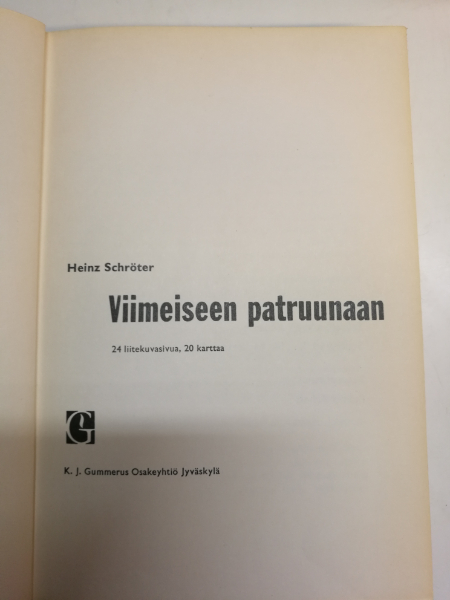 Heinz Schröter
Viimeiseen patruunaan
24 liitekuvasivua, 20 karttaa
G
K. J. Gummerus Osakeyhtiö Jyväskylä